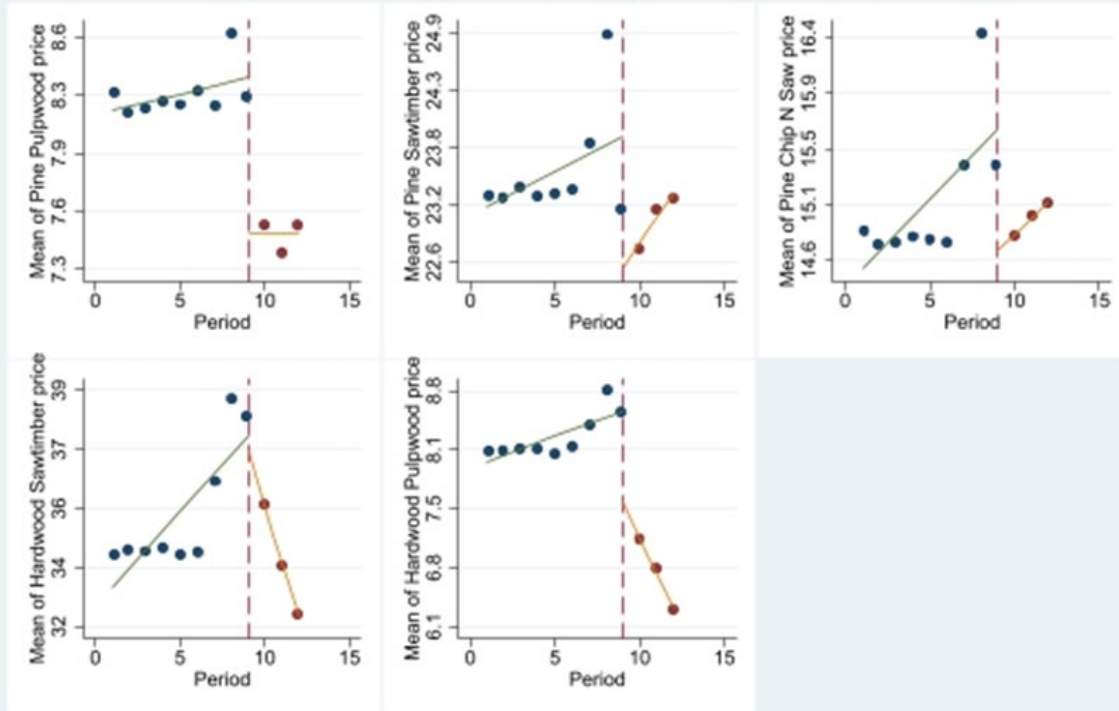 Mean of Pine Pulpwood price
8.6
8.3
7.9
7.6
7.3
0 5 10 15
Period
Mean of Pine Sawtimber price
24.9
24.3
23.8
23.2
22.6
0 5 10 15
Period
Mean of Pine Chip N Saw price
16.4
15.9
15.5
15.1
14.6
0 5 10 15
Period
Mean of Hardwood Sawtimber price
39
37
36
34
32
0 5 10 15
Period
Mean of Hardwood Pulpwood price
8.8
8.1
7.5
6.8
6.1
0 5 10 15
Period